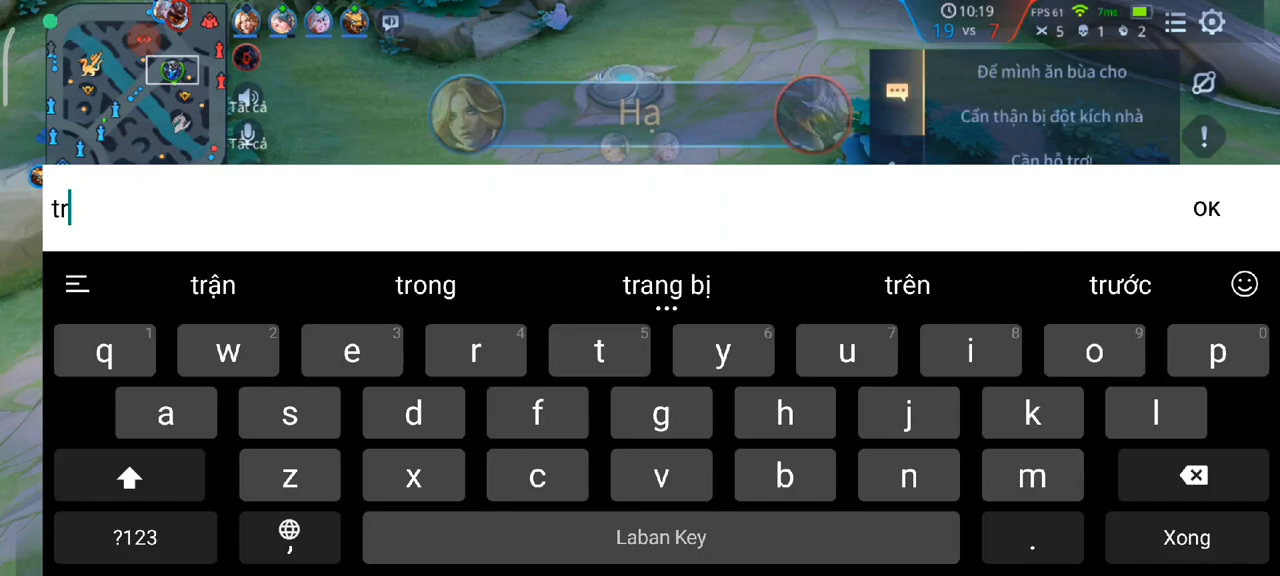 10:19
FPS 61
7ms
19 vs 7
5 1 2
Tất cả
Tất cả
Hạ
Để mình ăn bùa cho
Cẩn thận bị đột kích nhà
Cần hỗ trợ!
tr
OK
trận trong trang bị trên trước
q 1 w 2 e 3 r 4 t 5 y 6 u 7 i 8 o 9 p 0
a s d f g h j k l
z x c v b n m
?123 , Laban Key . Xong